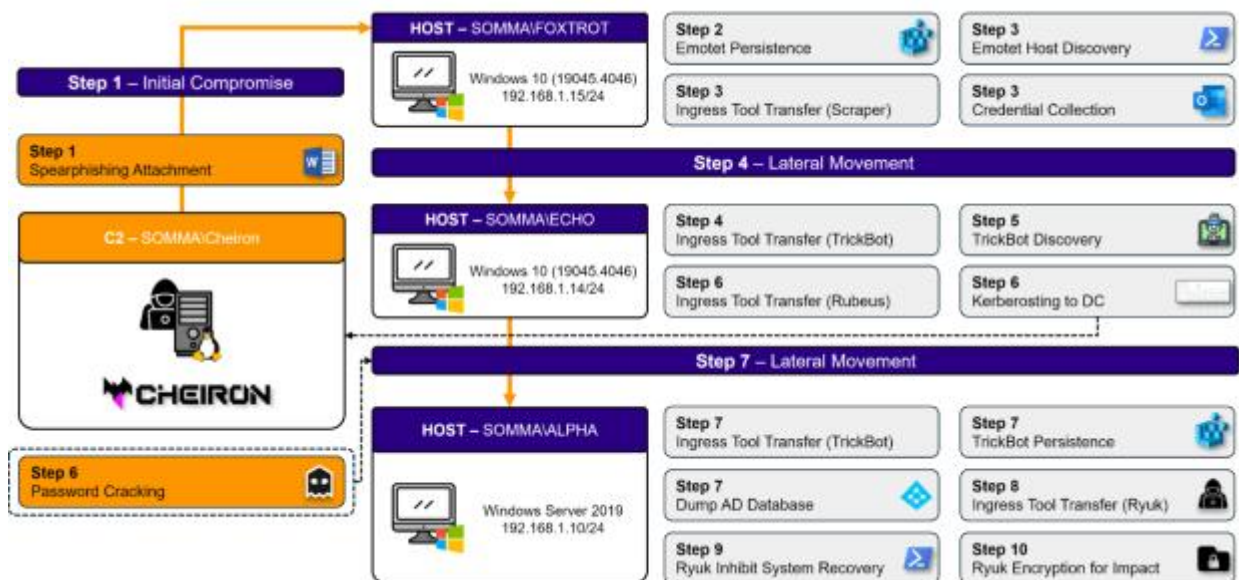 HOST – SOMMA\FOXTROT
Windows 10 (19045.4046)
192.168.1.15/24
Step 2
Emotet Persistence
Step 3
Emotet Host Discovery
Step 3
Ingress Tool Transfer (Scraper)
Step 3
Credential Collection
Step 1 – Initial Compromise
Step 1
Spearphishing Attachment
W
C2 – SOMMA\Cheiron
CHEIRON
Step 6
Password Cracking
Step 4 – Lateral Movement
HOST – SOMMA\ECHO
Windows 10 (19045.4046)
192.168.1.14/24
Step 4
Ingress Tool Transfer (TrickBot)
Step 5
TrickBot Discovery
Step 6
Ingress Tool Transfer (Rubeus)
Step 6
Kerberosting to DC
Step 7 – Lateral Movement
HOST – SOMMA\ALPHA
Windows Server 2019
192.168.1.10/24
Step 7
Ingress Tool Transfer (TrickBot)
Step 7
TrickBot Persistence
Step 7
Dump AD Database
Step 8
Ingress Tool Transfer (Ryuk)
Step 9
Ryuk Inhibit System Recovery
Step 10
Ryuk Encryption for Impact